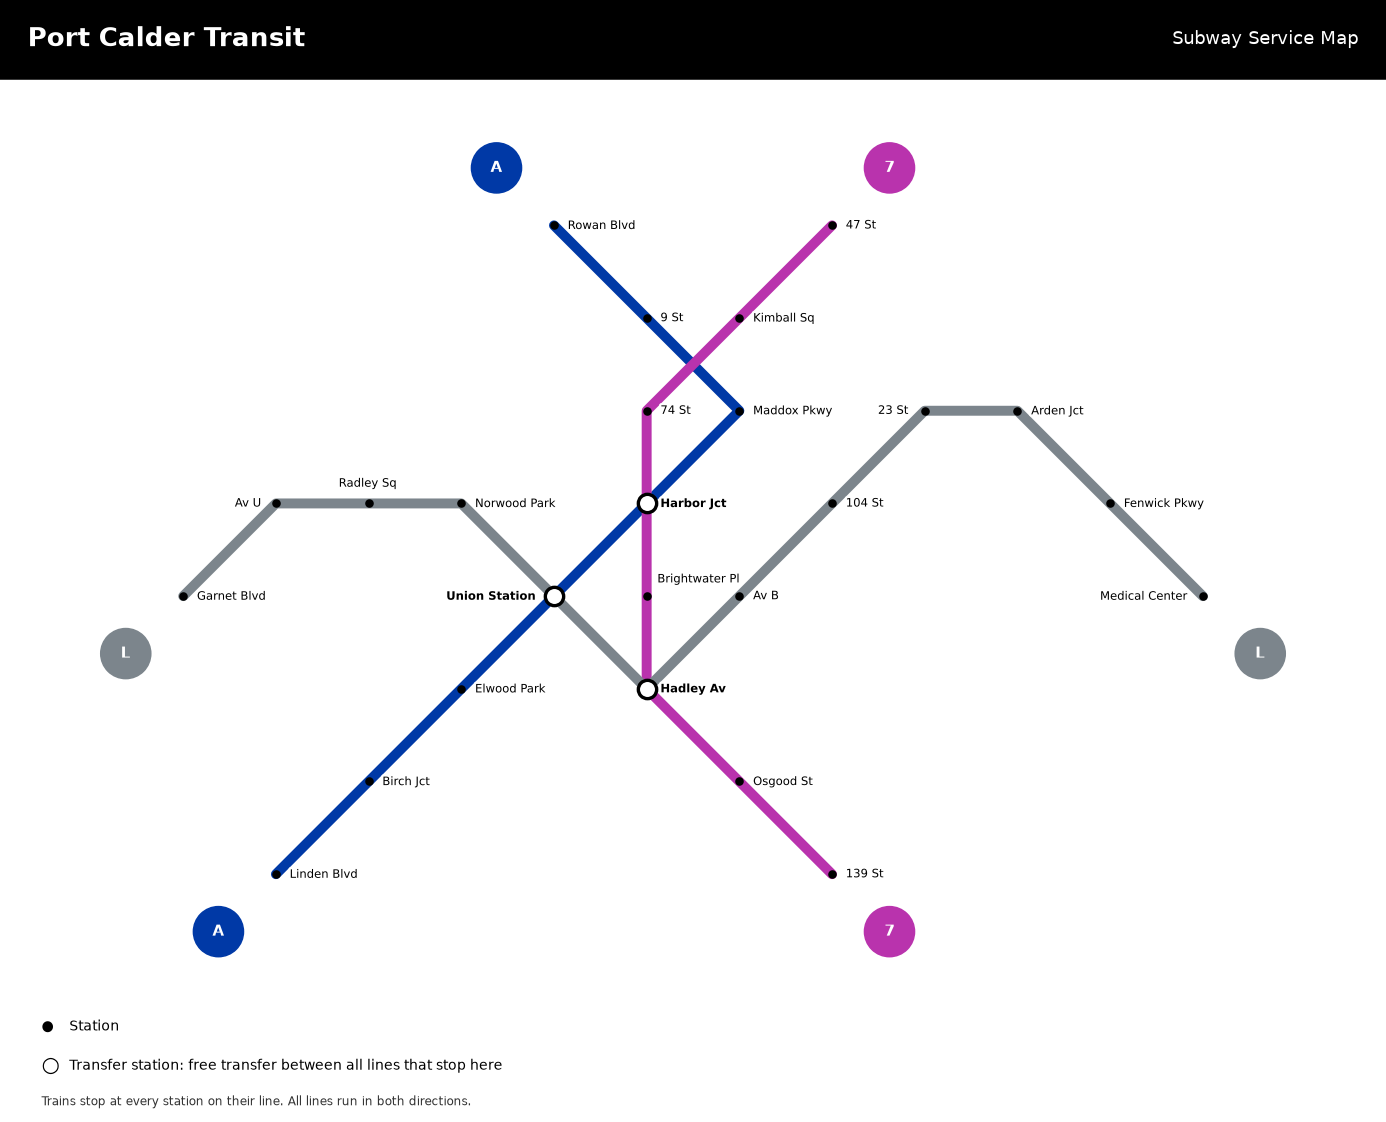 Port Calder Transit
Subway Service Map
A
7
Rowan Blvd
47 St
9 St
Kimball Sq
74 St
Maddox Pkwy
23 St
Arden Jct
Radley Sq
Av U
Norwood Park
Harbor Jct
104 St
Fenwick Pkwy
Brightwater Pl
Garnet Blvd
Union Station
Av B
Medical Center
L
L
Elwood Park
Hadley Av
Birch Jct
Osgood St
Linden Blvd
139 St
A
7
Station
Transfer station: free transfer between all lines that stop here
Trains stop at every station on their line. All lines run in both directions.